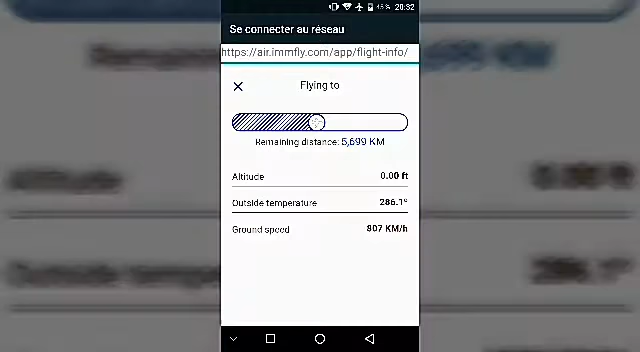 45% 20:32
Se connecter au réseau
https://air.immfly.com/app/flight-info/
Flying to
Remaining distance: 5,699 KM
Altitude 0.00 ft
Outside temperature 286.1°
Ground speed 807 KM/h